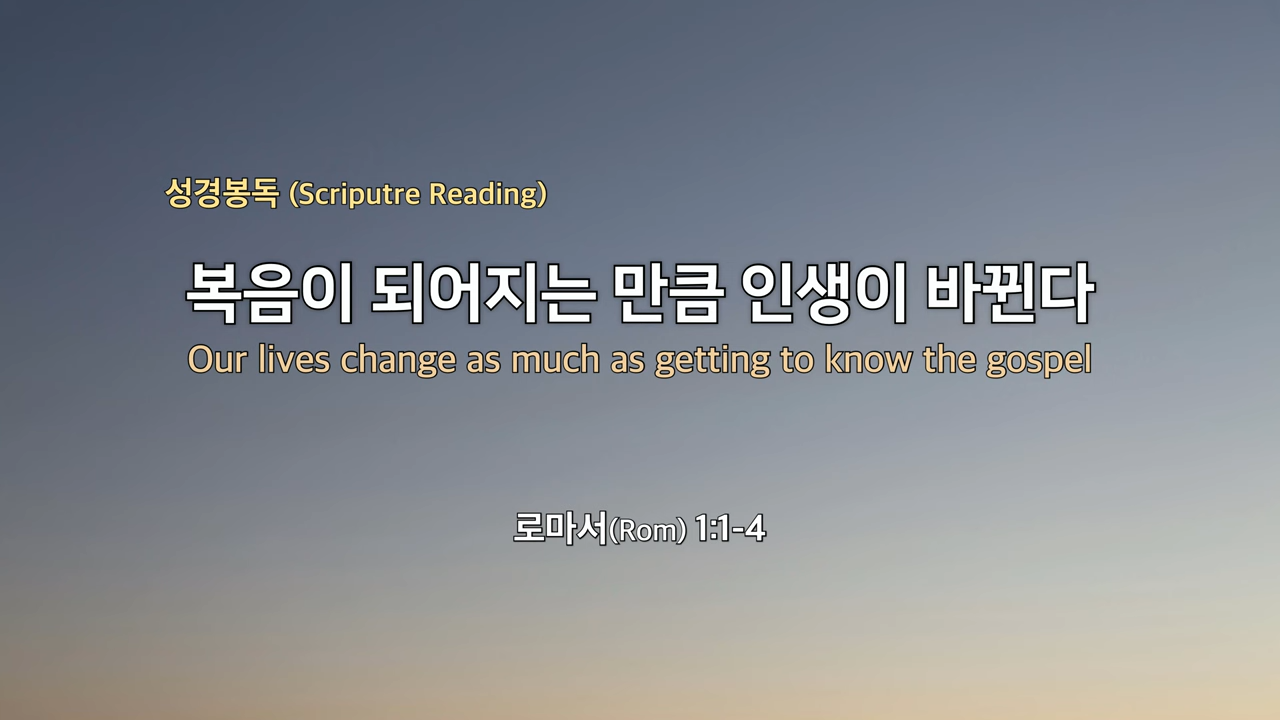 성경봉독 (Scriputre Reading)
복음이 되어지는 만큼 인생이 바뀐다
Our lives change as much as getting to know the gospel
로마서(Rom) 1:1-4